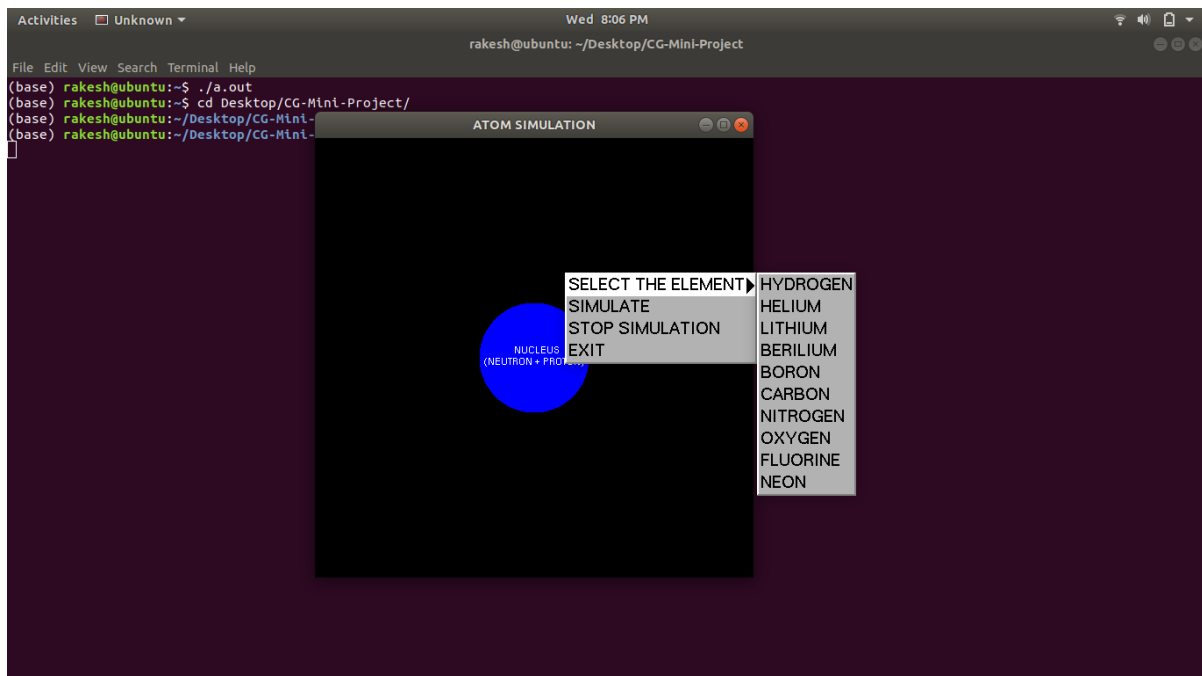 Activities Unknown Wed 8:06 PM
rakesh@ubuntu: ~/Desktop/CG-Mini-Project
File Edit View Search Terminal Help
(base) rakesh@ubuntu:~$ ./a.out
(base) rakesh@ubuntu:~$ cd Desktop/CG-Mini-Project/
(base) rakesh@ubuntu:~/Desktop/CG-Mini-
(base) rakesh@ubuntu:~/Desktop/CG-Mini-
ATOM SIMULATION
NUCLEUS
(NEUTRON + PROTON)
SELECT THE ELEMENT
SIMULATE
STOP SIMULATION
EXIT
HYDROGEN
HELIUM
LITHIUM
BERILIUM
BORON
CARBON
NITROGEN
OXYGEN
FLUORINE
NEON